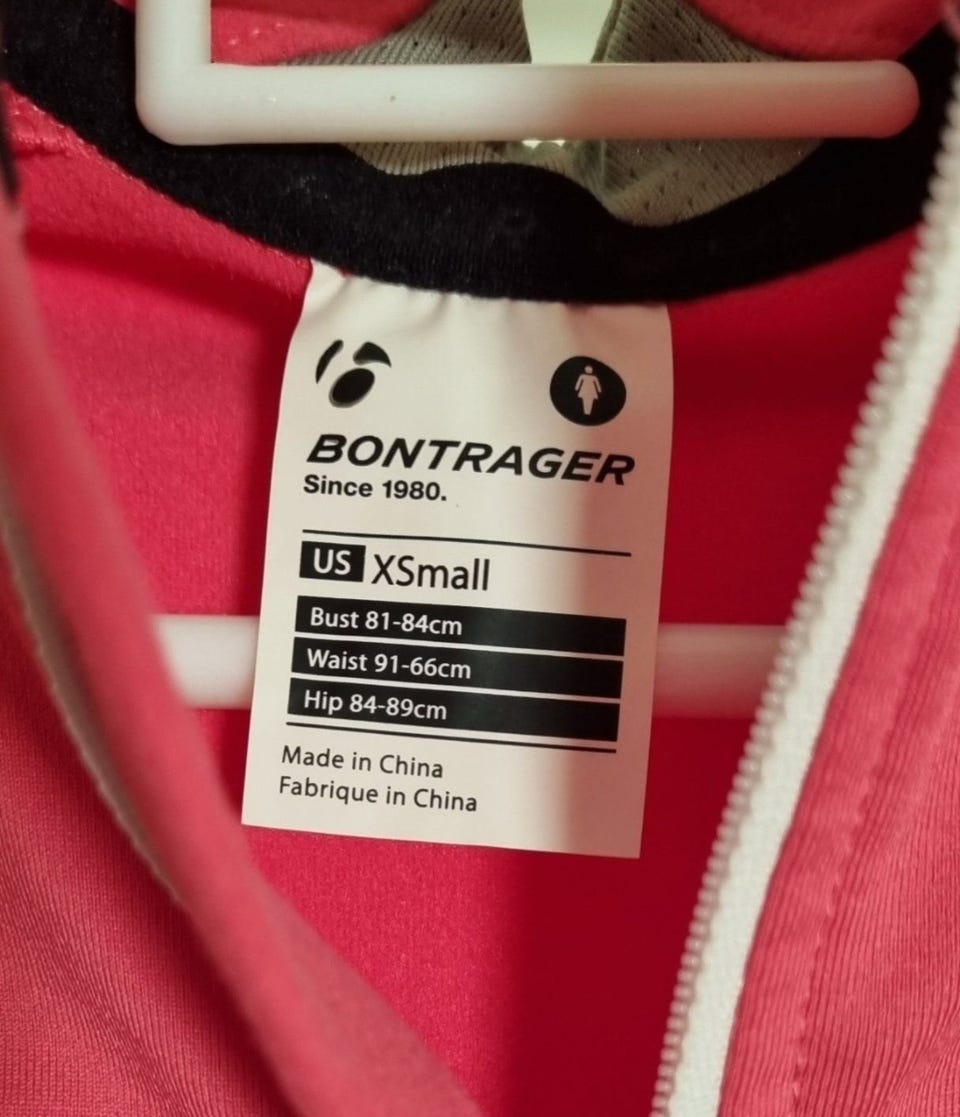 BONTRAGER
Since 1980.
US XSmall
Bust 81-84cm
Waist 91-66cm
Hip 84-89cm
Made in China
Fabrique in China